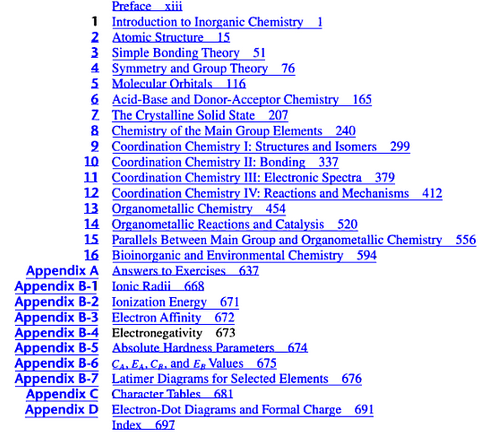 Preface xiii
1 Introduction to Inorganic Chemistry 1
2 Atomic Structure 15
3 Simple Bonding Theory 51
4 Symmetry and Group Theory 76
5 Molecular Orbitals 116
6 Acid-Base and Donor-Acceptor Chemistry 165
7 The Crystalline Solid State 207
8 Chemistry of the Main Group Elements 240
9 Coordination Chemistry I: Structures and Isomers 299
10 Coordination Chemistry II: Bonding 337
11 Coordination Chemistry III: Electronic Spectra 379
12 Coordination Chemistry IV: Reactions and Mechanisms 412
13 Organometallic Chemistry 454
14 Organometallic Reactions and Catalysis 520
15 Parallels Between Main Group and Organometallic Chemistry 556
16 Bioinorganic and Environmental Chemistry 594
Appendix A Answers to Exercises 637
Appendix B-1 Ionic Radii 668
Appendix B-2 Ionization Energy 671
Appendix B-3 Electron Affinity 672
Appendix B-4 Electronegativity 673
Appendix B-5 Absolute Hardness Parameters 674
Appendix B-6 C_A, E_A, C_B, and E_B Values 675
Appendix B-7 Latimer Diagrams for Selected Elements 676
Appendix C Character Tables 681
Appendix D Electron-Dot Diagrams and Formal Charge 691
Index 697